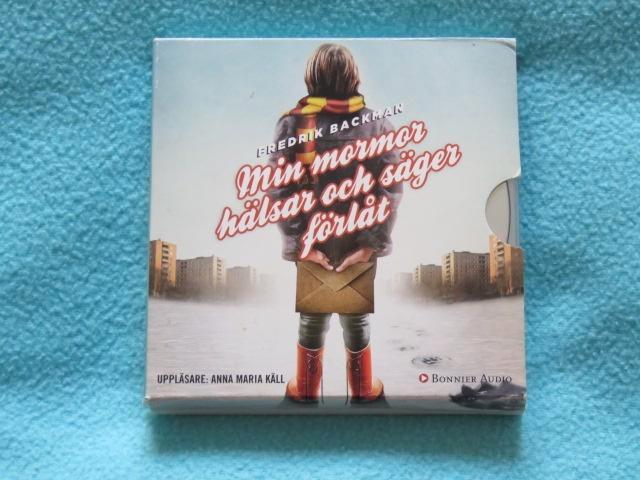 FREDRIK BACKMAN
Min mormor
hälsar och säger
förlåt
UPPLÄSARE: ANNA MARIA KÄLL
BONNIER AUDIO